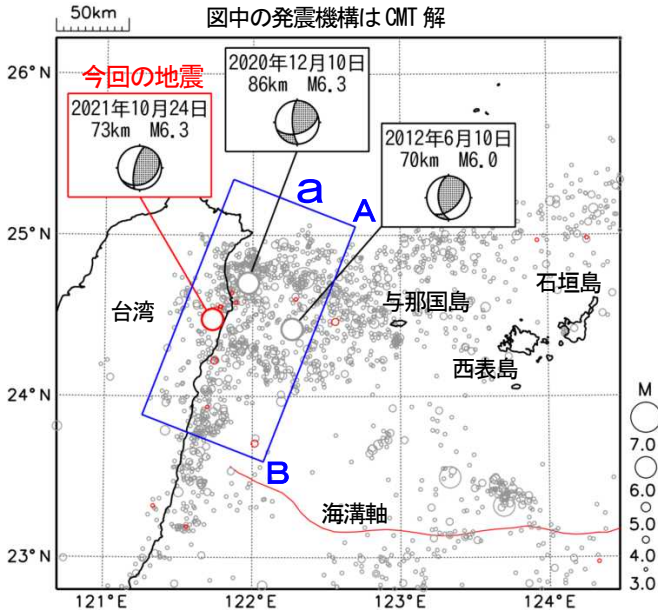 50km
図中の発震機構は CMT 解
26°N
今回の地震
2021年10月24日
73km M6.3
2020年12月10日
86km M6.3
2012年6月10日
70km M6.0
a
A
25°N
台湾
与那国島
石垣島
西表島
24°N
B
海溝軸
23°N
121°E
122°E
123°E
124°E
M
7.0
6.0
5.0
4.0
3.0